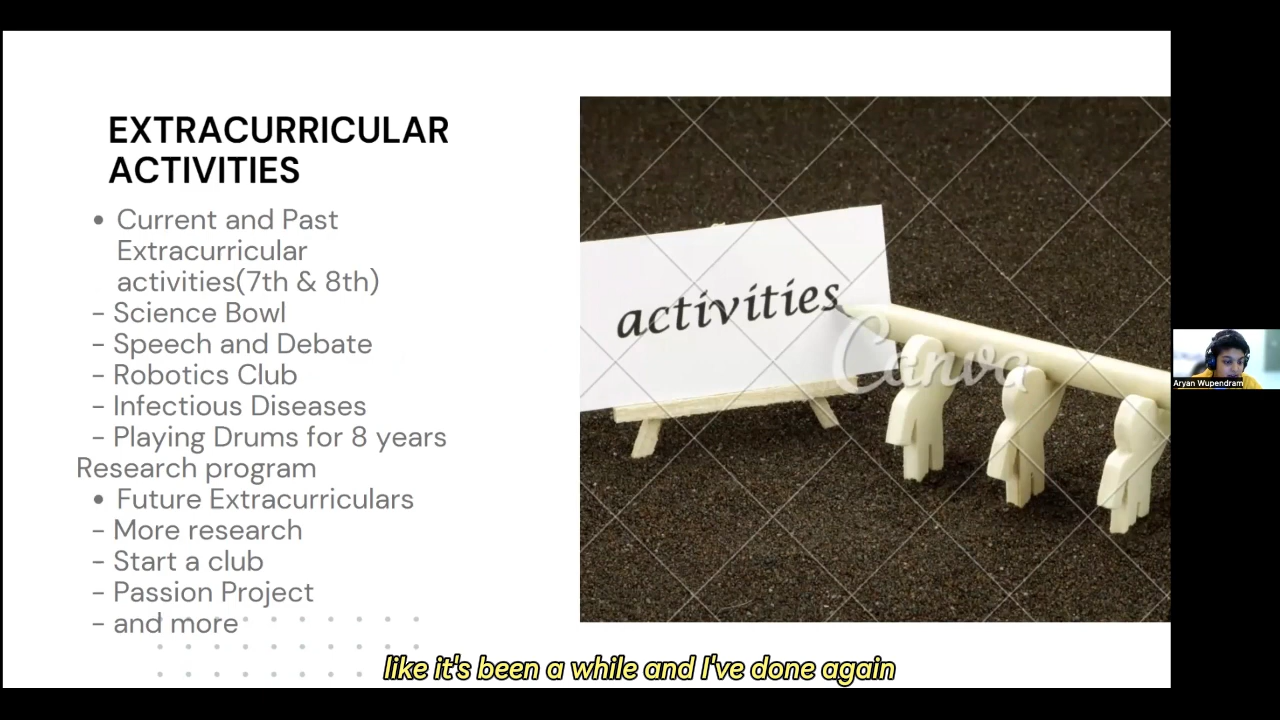 EXTRACURRICULAR
ACTIVITIES
• Current and Past
Extracurricular
activities(7th & 8th)
- Science Bowl
- Speech and Debate
- Robotics Club
- Infectious Diseases
- Playing Drums for 8 years
Research program
• Future Extracurriculars
- More research
- Start a club
- Passion Project
- and more
activities
Canva
Aryan Wupendram
like it's been a while and I've done again